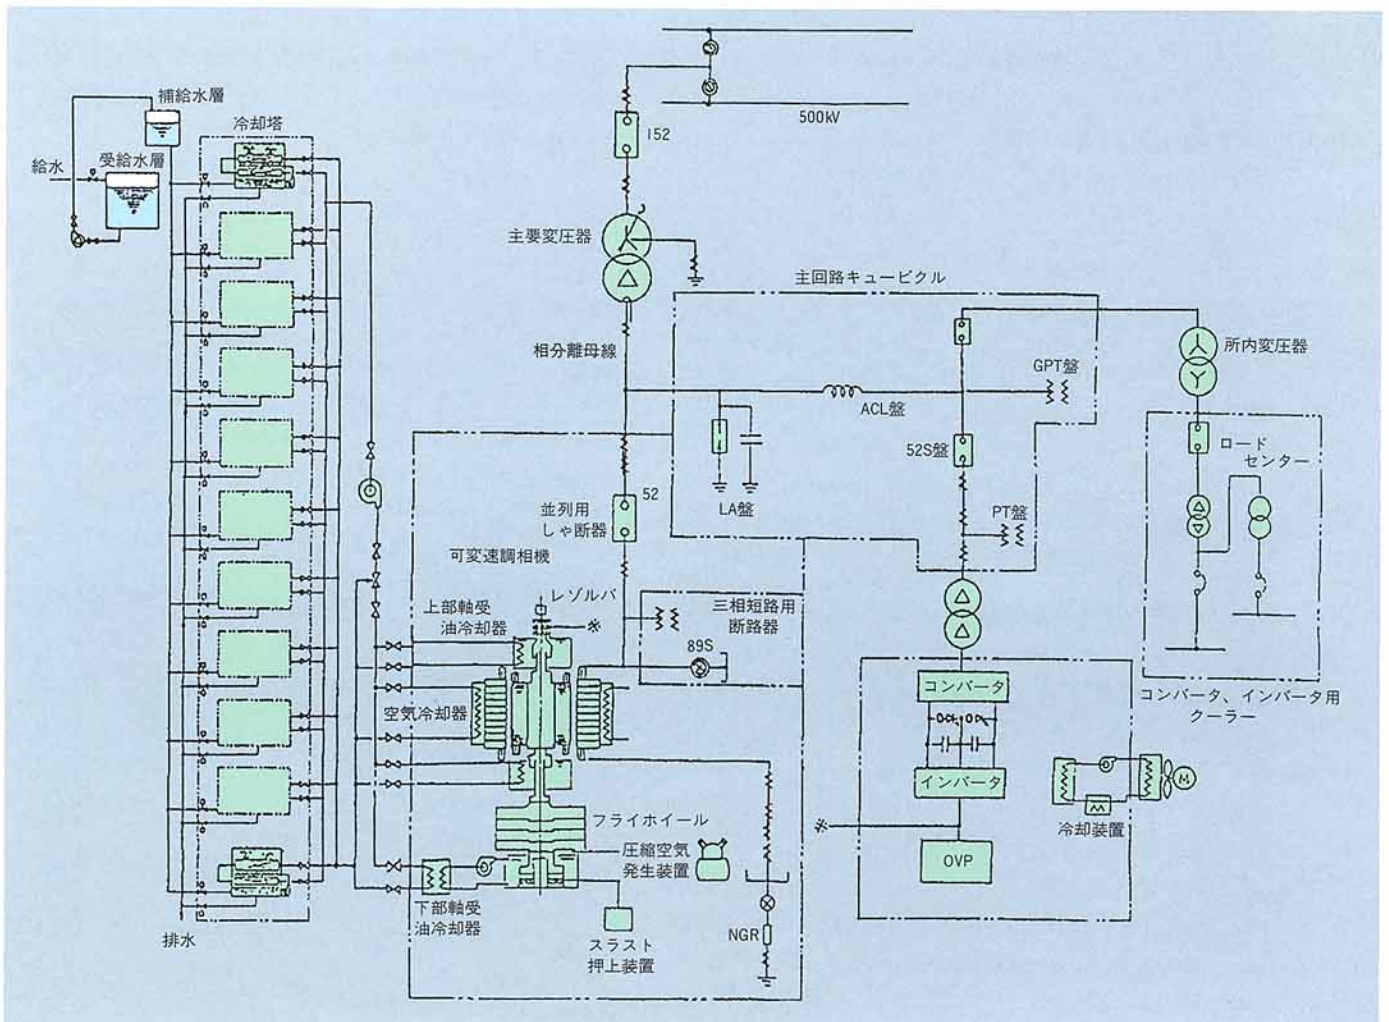 500kV
補給水層
冷却塔
152
給水
受給水層
主要変圧器
主回路キュービクル
相分離母線
所内変圧器
GPT盤
ACL盤
ロード
センター
52S盤
52
並列用
しゃ断器
LA盤
PT盤
可変速調相機
レゾルバ
上部軸受
油冷却器
三相短路用
断路器
89S
コンバータ
コンバータ、インバータ用
クーラー
空気冷却器
インバータ
M
冷却装置
フライホイール
圧縮空気
発生装置
OVP
下部軸受
油冷却器
スラスト
押上装置
NGR
排水